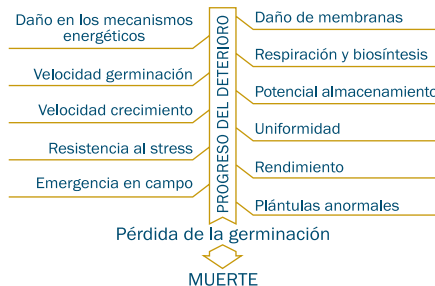 Daño en los mecanismos
energéticos
Velocidad germinación
Velocidad crecimiento
Resistencia al stress
Emergencia en campo
PROGRESO DEL DETERIORO
Daño de membranas
Respiración y biosíntesis
Potencial almacenamiento
Uniformidad
Rendimiento
Plántulas anormales
Pérdida de la germinación
MUERTE